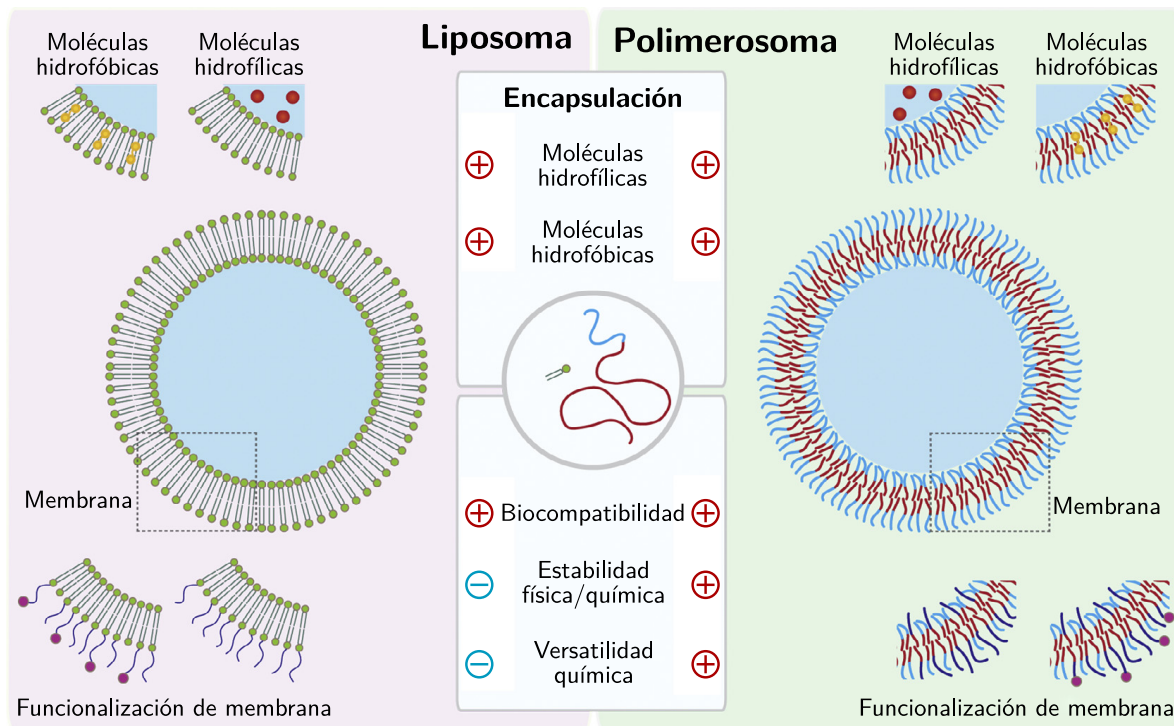 Liposoma
Polimerosoma
Moléculas
hidrofóbicas
Moléculas
hidrofílicas
Moléculas
hidrofílicas
Moléculas
hidrofóbicas
Encapsulación
Moléculas
hidrofílicas
Moléculas
hidrofóbicas
Membrana
Membrana
Biocompatibilidad
Estabilidad
física/química
Versatilidad
química
Funcionalización de membrana
Funcionalización de membrana